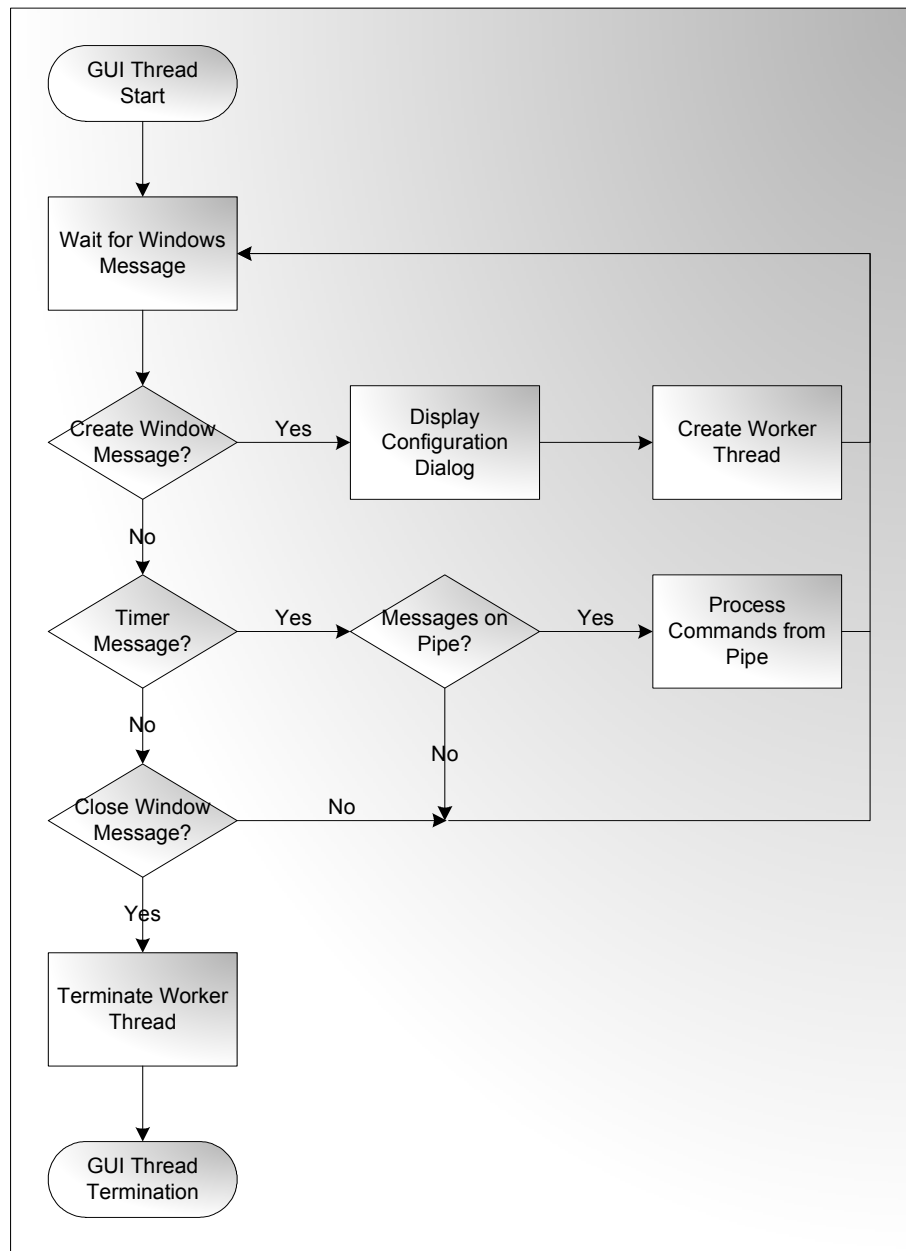 GUI Thread
Start
Wait for Windows
Message
Create Window
Message?
Yes
Display
Configuration
Dialog
Create Worker
Thread
No
Timer
Message?
Yes
Messages on
Pipe?
Yes
Process
Commands from
Pipe
No
No
Close Window
Message?
No
Yes
Terminate Worker
Thread
GUI Thread
Termination